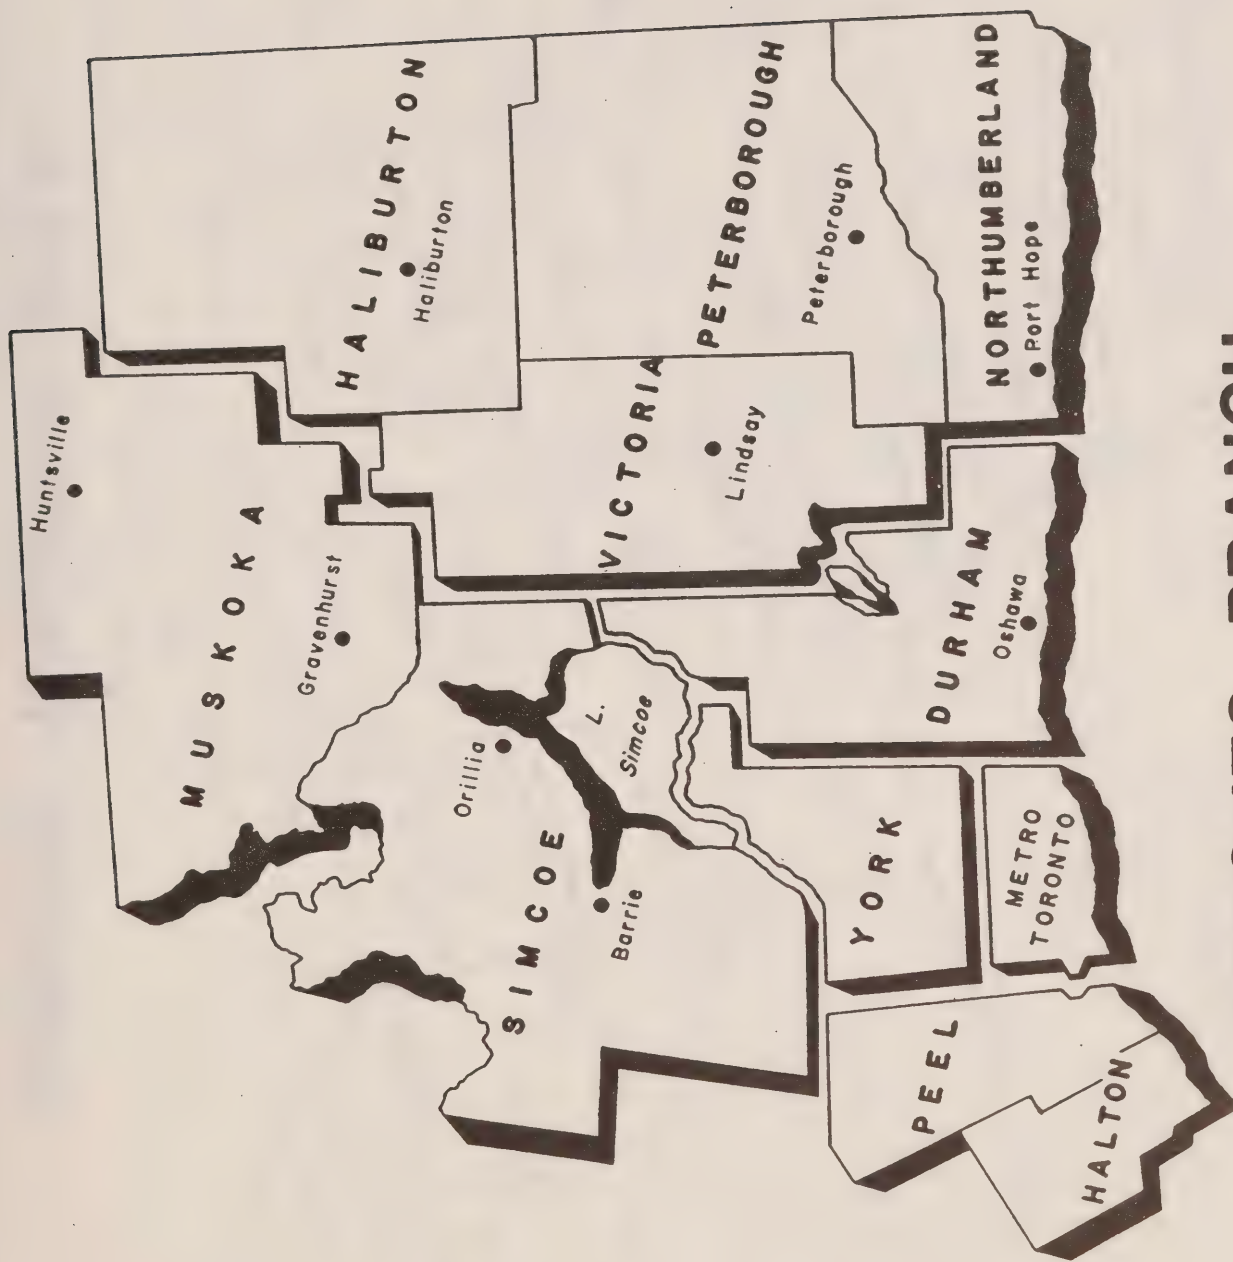 Huntsville
MUSKOKA
Gravenhurst
HALIBURTON
Haliburton
Orillia
L.
Simcoe
SIMCOE
Barrie
VICTORIA
Lindsay
PETERBOROUGH
Peterborough
NORTHUMBERLAND
Port Hope
DURHAM
Oshawa
YORK
METRO
TORONTO
PEEL
HALTON